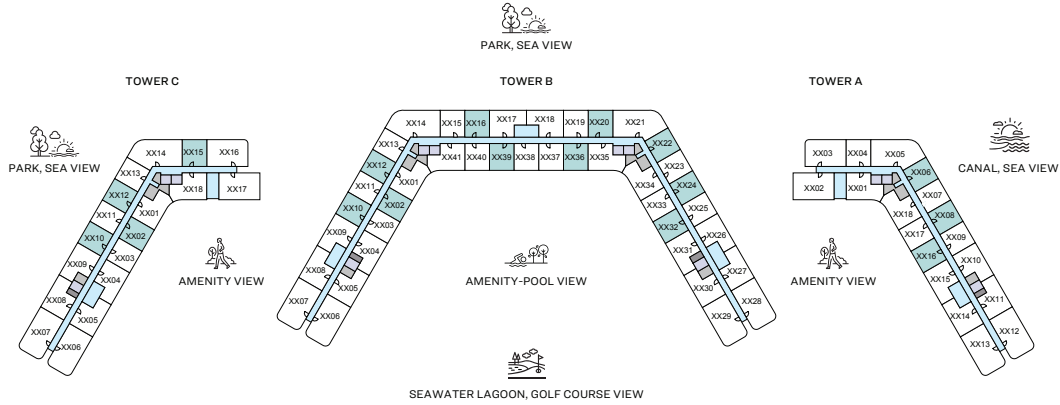 PARK, SEA VIEW
TOWER C
TOWER B
TOWER A
PARK, SEA VIEW
CANAL, SEA VIEW
XX14
XX15
XX16
XX13
XX12
XX11
XX10
XX09
XX08
XX07
XX18
XX17
XX01
XX02
XX03
XX04
XX05
XX06
XX14
XX15
XX16
XX17
XX18
XX19
XX20
XX21
XX13
XX12
XX11
XX10
XX09
XX08
XX07
XX41
XX40
XX39
XX38
XX37
XX36
XX35
XX01
XX02
XX03
XX04
XX05
XX06
XX22
XX23
XX24
XX25
XX26
XX27
XX28
XX34
XX33
XX32
XX31
XX30
XX29
XX03
XX04
XX05
XX02
XX01
XX06
XX07
XX08
XX09
XX10
XX11
XX12
XX18
XX17
XX16
XX15
XX14
XX13
AMENITY VIEW
AMENITY-POOL VIEW
AMENITY VIEW
SEAWATER LAGOON, GOLF COURSE VIEW